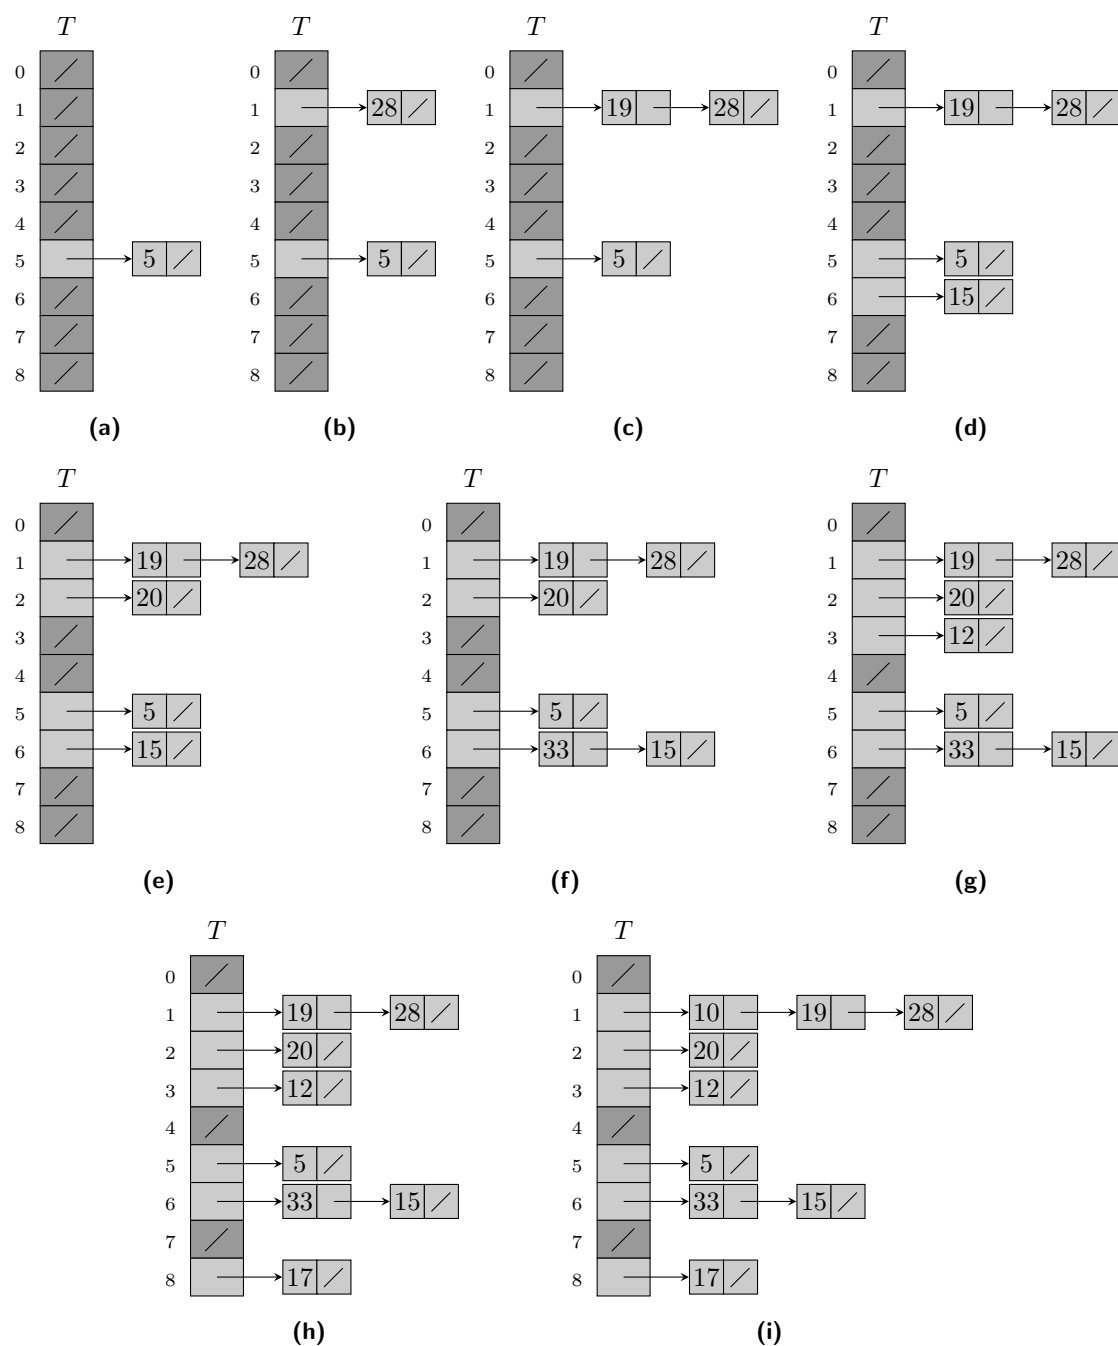 T T T T
0 0 0 0
1 28 1 19 28 1 19 28 1
2 2 2 2
3 3 3 3
4 4 4 4
5 5 5 5 5 5 5 5
6 6 6 6 15
7 7 7 7
8 8 8 8
(a) (b) (c) (d)
T T T
0 0 0
1 19 28 1 19 28 1 19 28
2 20 2 20 2 20
3 3 3 12
4 4 4
5 5 5 5 5 5
6 15 6 33 15 6 33 15
7 7 7
8 8 8
(e) (f) (g)
T T
0 0
1 19 28 1 10 19 28
2 20 2 20
3 12 3 12
4 4
5 5 5 5
6 33 15 6 33 15
7 7
8 17 8 17
(h) (i)